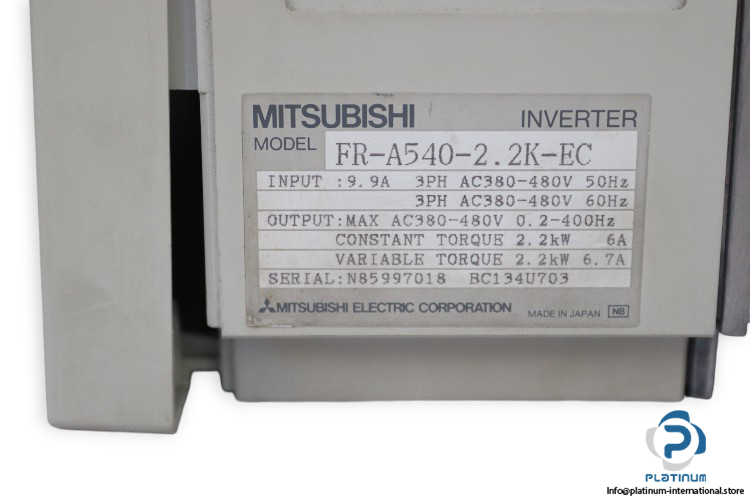 MITSUBISHI INVERTER
MODEL FR-A540-2.2K-EC
INPUT :9.9A 3PH AC380-480V 50Hz
3PH AC380-480V 60Hz
OUTPUT:MAX AC380-480V 0.2-400Hz
CONSTANT TORQUE 2.2kW 6A
VARIABLE TORQUE 2.2kW 6.7A
SERIAL:N85997018 BC134U703
MITSUBISHI ELECTRIC CORPORATION MADE IN JAPAN NB
PLATINUM
Info@platinum-international.store